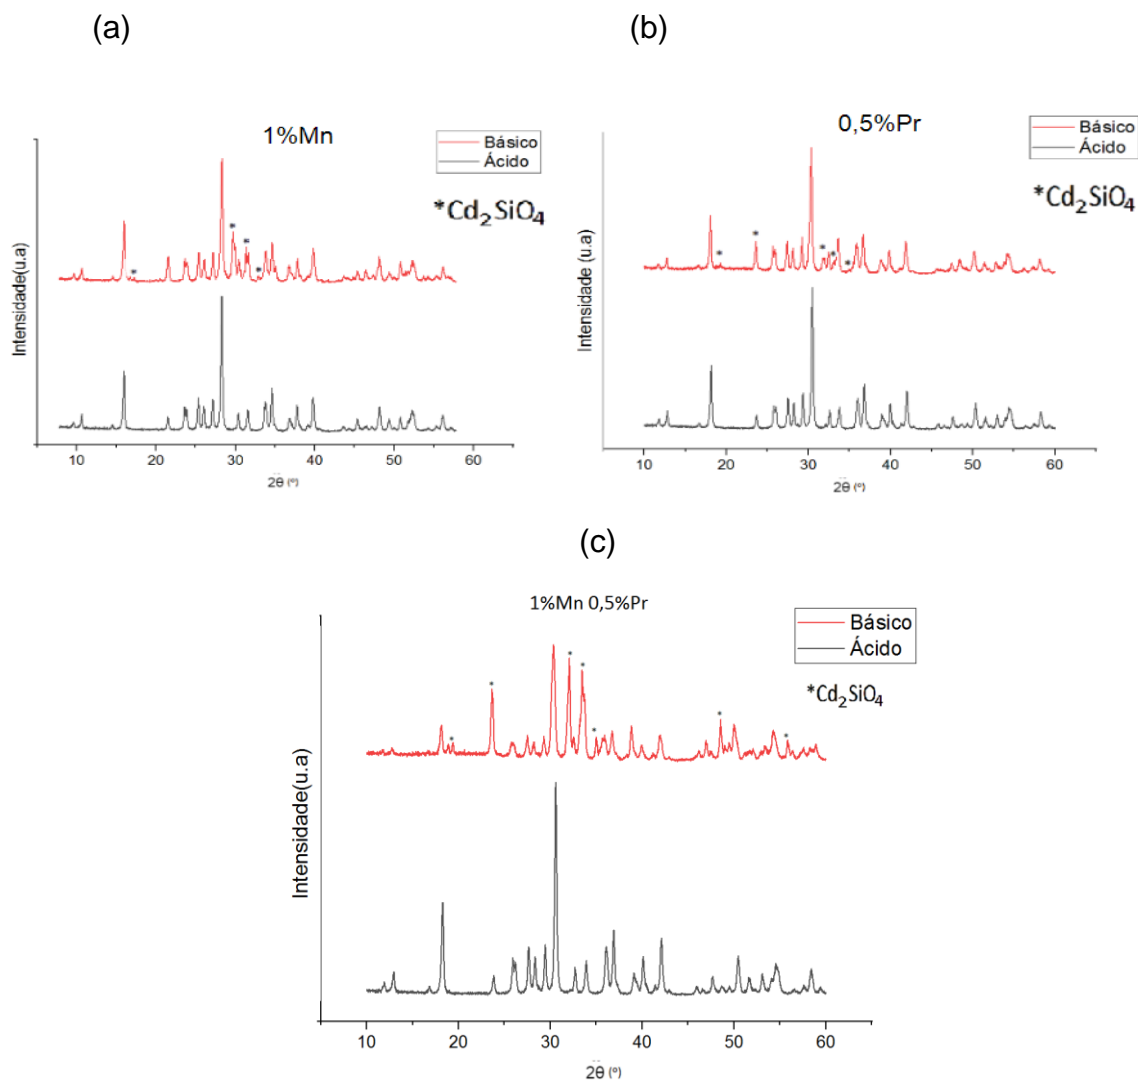 (a)
1%Mn
Básico
Ácido
*Cd₂SiO₄
Intensidade(u.a)
10 20 30 40 50 60
2θ (º)
(b)
0,5%Pr
Básico
Ácido
*Cd₂SiO₄
Intensidade (u.a)
10 20 30 40 50 60
2θ (º)
(c)
1%Mn 0,5%Pr
Básico
Ácido
*Cd₂SiO₄
Intensidade(u.a)
10 20 30 40 50 60
2θ (º)